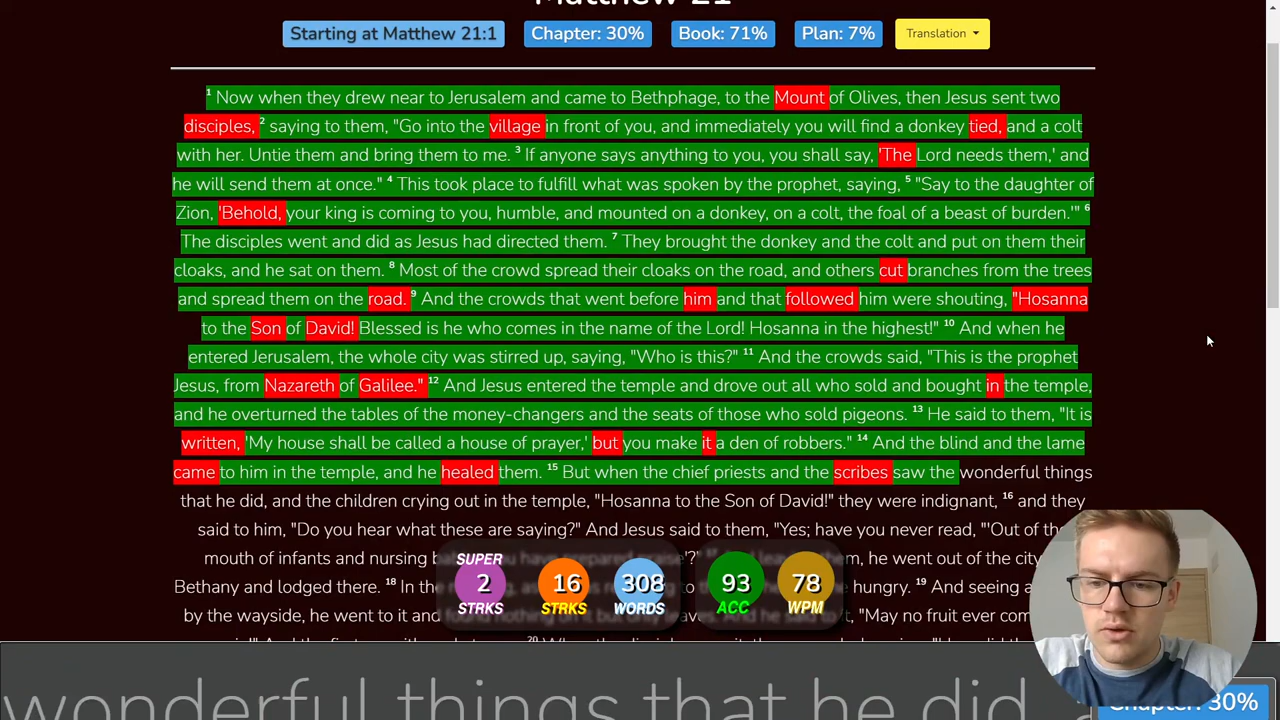 Matthew 21
Starting at Matthew 21:1 Chapter: 30% Book: 71% Plan: 7% Translation
1 Now when they drew near to Jerusalem and came to Bethphage, to the Mount of Olives, then Jesus sent two
disciples, 2 saying to them, "Go into the village in front of you, and immediately you will find a donkey tied, and a colt
with her. Untie them and bring them to me. 3 If anyone says anything to you, you shall say, 'The Lord needs them,' and
he will send them at once." 4 This took place to fulfill what was spoken by the prophet, saying, 5 "Say to the daughter of
Zion, 'Behold, your king is coming to you, humble, and mounted on a donkey, on a colt, the foal of a beast of burden.'" 6
The disciples went and did as Jesus had directed them. 7 They brought the donkey and the colt and put on them their
cloaks, and he sat on them. 8 Most of the crowd spread their cloaks on the road, and others cut branches from the trees
and spread them on the road. 9 And the crowds that went before him and that followed him were shouting, "Hosanna
to the Son of David! Blessed is he who comes in the name of the Lord! Hosanna in the highest!" 10 And when he
entered Jerusalem, the whole city was stirred up, saying, "Who is this?" 11 And the crowds said, "This is the prophet
Jesus, from Nazareth of Galilee." 12 And Jesus entered the temple and drove out all who sold and bought in the temple,
and he overturned the tables of the money-changers and the seats of those who sold pigeons. 13 He said to them, "It is
written, 'My house shall be called a house of prayer,' but you make it a den of robbers." 14 And the blind and the lame
came to him in the temple, and he healed them. 15 But when the chief priests and the scribes saw the wonderful things
that he did, and the children crying out in the temple, "Hosanna to the Son of David!" they were indignant, 16 and they
said to him, "Do you hear what these are saying?" And Jesus said to them, "Yes; have you never read, "'Out of the
mouth of infants and nursing them, he went out of the city
Bethany and lodged there. 18 In the hungry. 19 And seeing
by the wayside, he went to it and "May no fruit ever com
SUPER 2 STRKS 16 STRKS 308 WORDS 93 ACC 78 WPM
wonderful things that he did,
Chapter: 30%